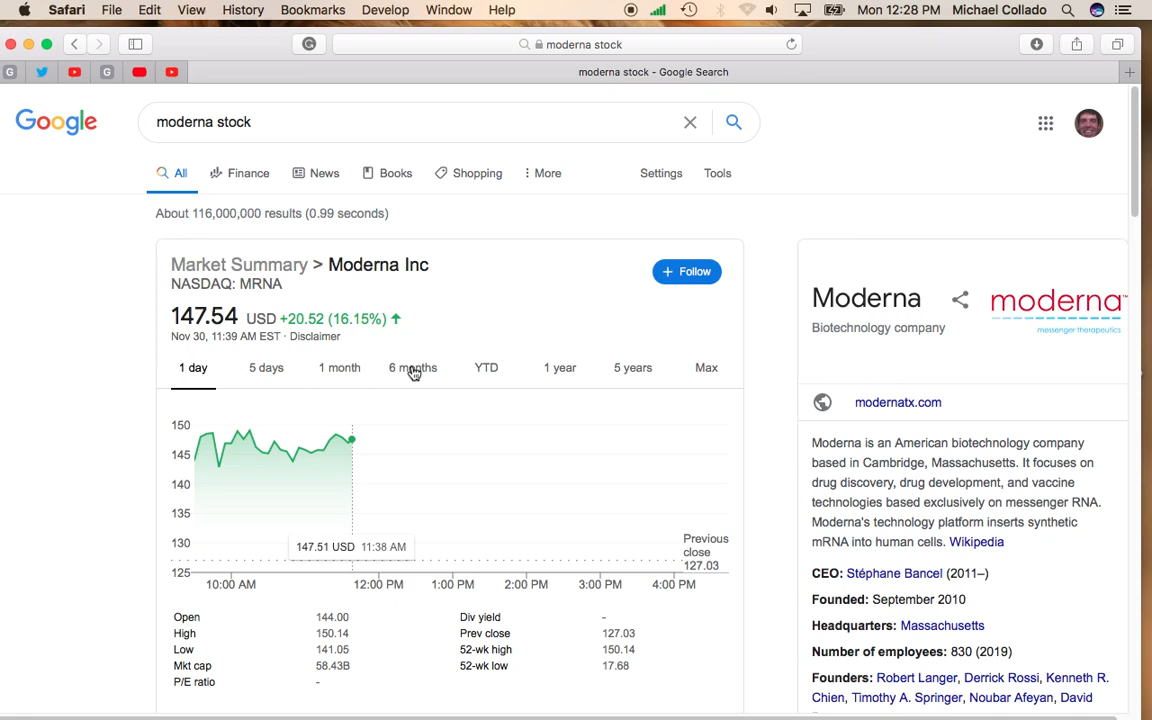 Safari File Edit View History Bookmarks Develop Window Help Mon 12:28 PM Michael Collado
moderna stock
moderna stock - Google Search
Google
moderna stock
All Finance News Books Shopping More Settings Tools
About 116,000,000 results (0.99 seconds)
Market Summary > Moderna Inc
NASDAQ: MRNA
+ Follow
147.54 USD +20.52 (16.15%)
Nov 30, 11:39 AM EST · Disclaimer
1 day 5 days 1 month 6 months YTD 1 year 5 years Max
150
145
140
135
130
125
147.51 USD 11:38 AM
Previous
close
127.03
10:00 AM 12:00 PM 1:00 PM 2:00 PM 3:00 PM 4:00 PM
Open 144.00 Div yield -
High 150.14 Prev close 127.03
Low 141.05 52-wk high 150.14
Mkt cap 58.43B 52-wk low 17.68
P/E ratio -
Moderna
Biotechnology company
moderna
messenger therapeutics
modernatx.com
Moderna is an American biotechnology company
based in Cambridge, Massachusetts. It focuses on
drug discovery, drug development, and vaccine
technologies based exclusively on messenger RNA.
Moderna's technology platform inserts synthetic
mRNA into human cells. Wikipedia
CEO: Stéphane Bancel (2011–)
Founded: September 2010
Headquarters: Massachusetts
Number of employees: 830 (2019)
Founders: Robert Langer, Derrick Rossi, Kenneth R.
Chien, Timothy A. Springer, Noubar Afeyan, David